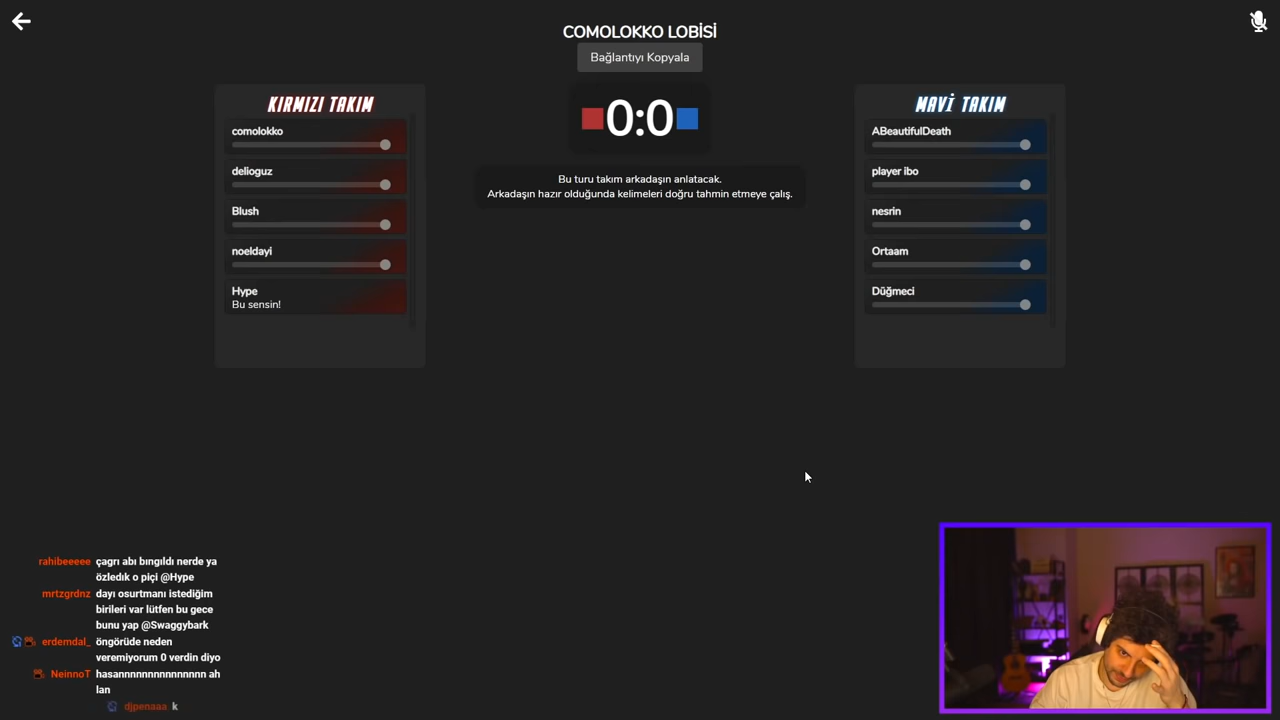 COMOLOKKO LOBİSİ
Bağlantıyı Kopyala
KIRMIZI TAKIM
comolokko
delioguz
Blush
noeldayi
Hype
Bu sensin!
0:0
Bu turu takım arkadaşın anlatacak.
Arkadaşın hazır olduğunda kelimeleri doğru tahmin etmeye çalış.
MAVİ TAKIM
ABeautifulDeath
player ibo
nesrin
Ortaam
Düğmeci
rahibeeeee çagrı abı bıngıldı nerde ya
özledık o piçi @Hype
mrtzgrdnz dayı osurtmanı istediğim
birileri var lütfen bu gece
bunu yap @Swaggybark
erdemdal_ öngörüde neden
veremiyorum 0 verdin diyo
NeinnoT hasannnnnnnnnnnnnn ah
lan
djpenaaa k